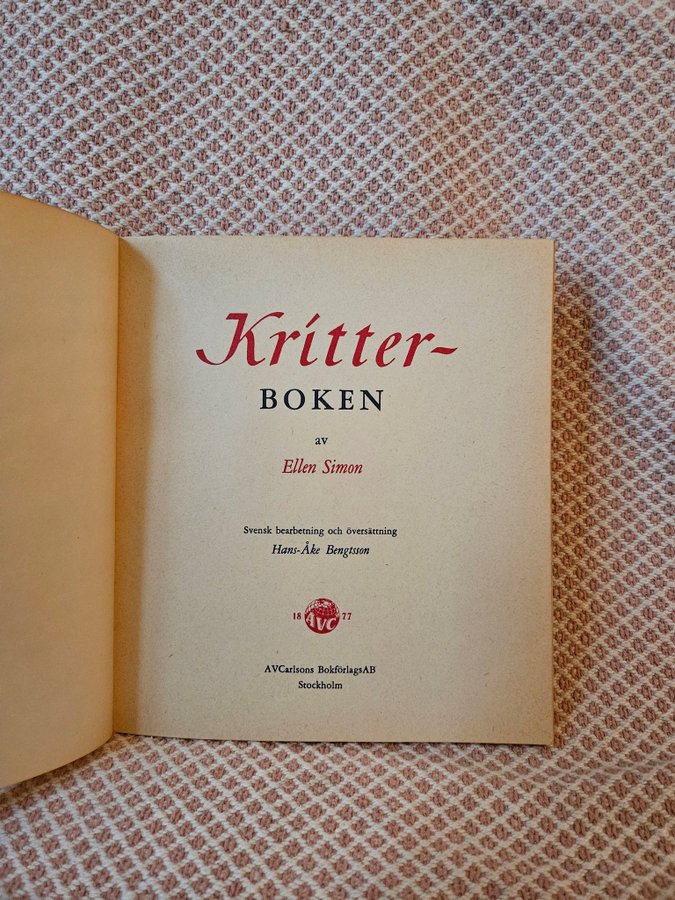 Kritter-
BOKEN
av
Ellen Simon
Svensk bearbetning och översättning
Hans-Åke Bengtsson
18 AVC 77
AVCarlsons BokförlagsAB
Stockholm